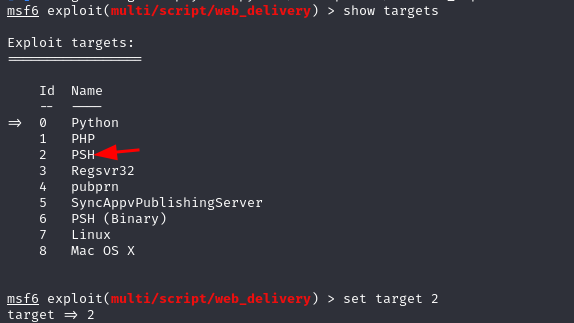 msf6 exploit(multi/script/web_delivery) > show targets
Exploit targets:
=================
Id Name
-- ----
=> 0 Python
1 PHP
2 PSH
3 Regsvr32
4 pubprn
5 SyncAppvPublishingServer
6 PSH (Binary)
7 Linux
8 Mac OS X
msf6 exploit(multi/script/web_delivery) > set target 2
target => 2